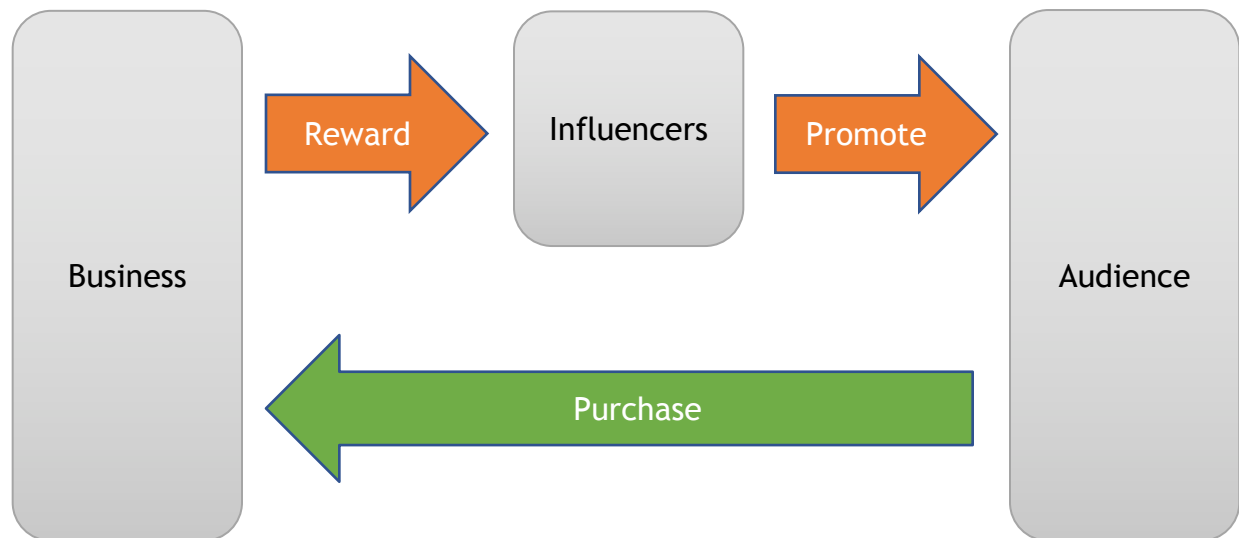 Reward
Influencers
Promote
Business
Audience
Purchase